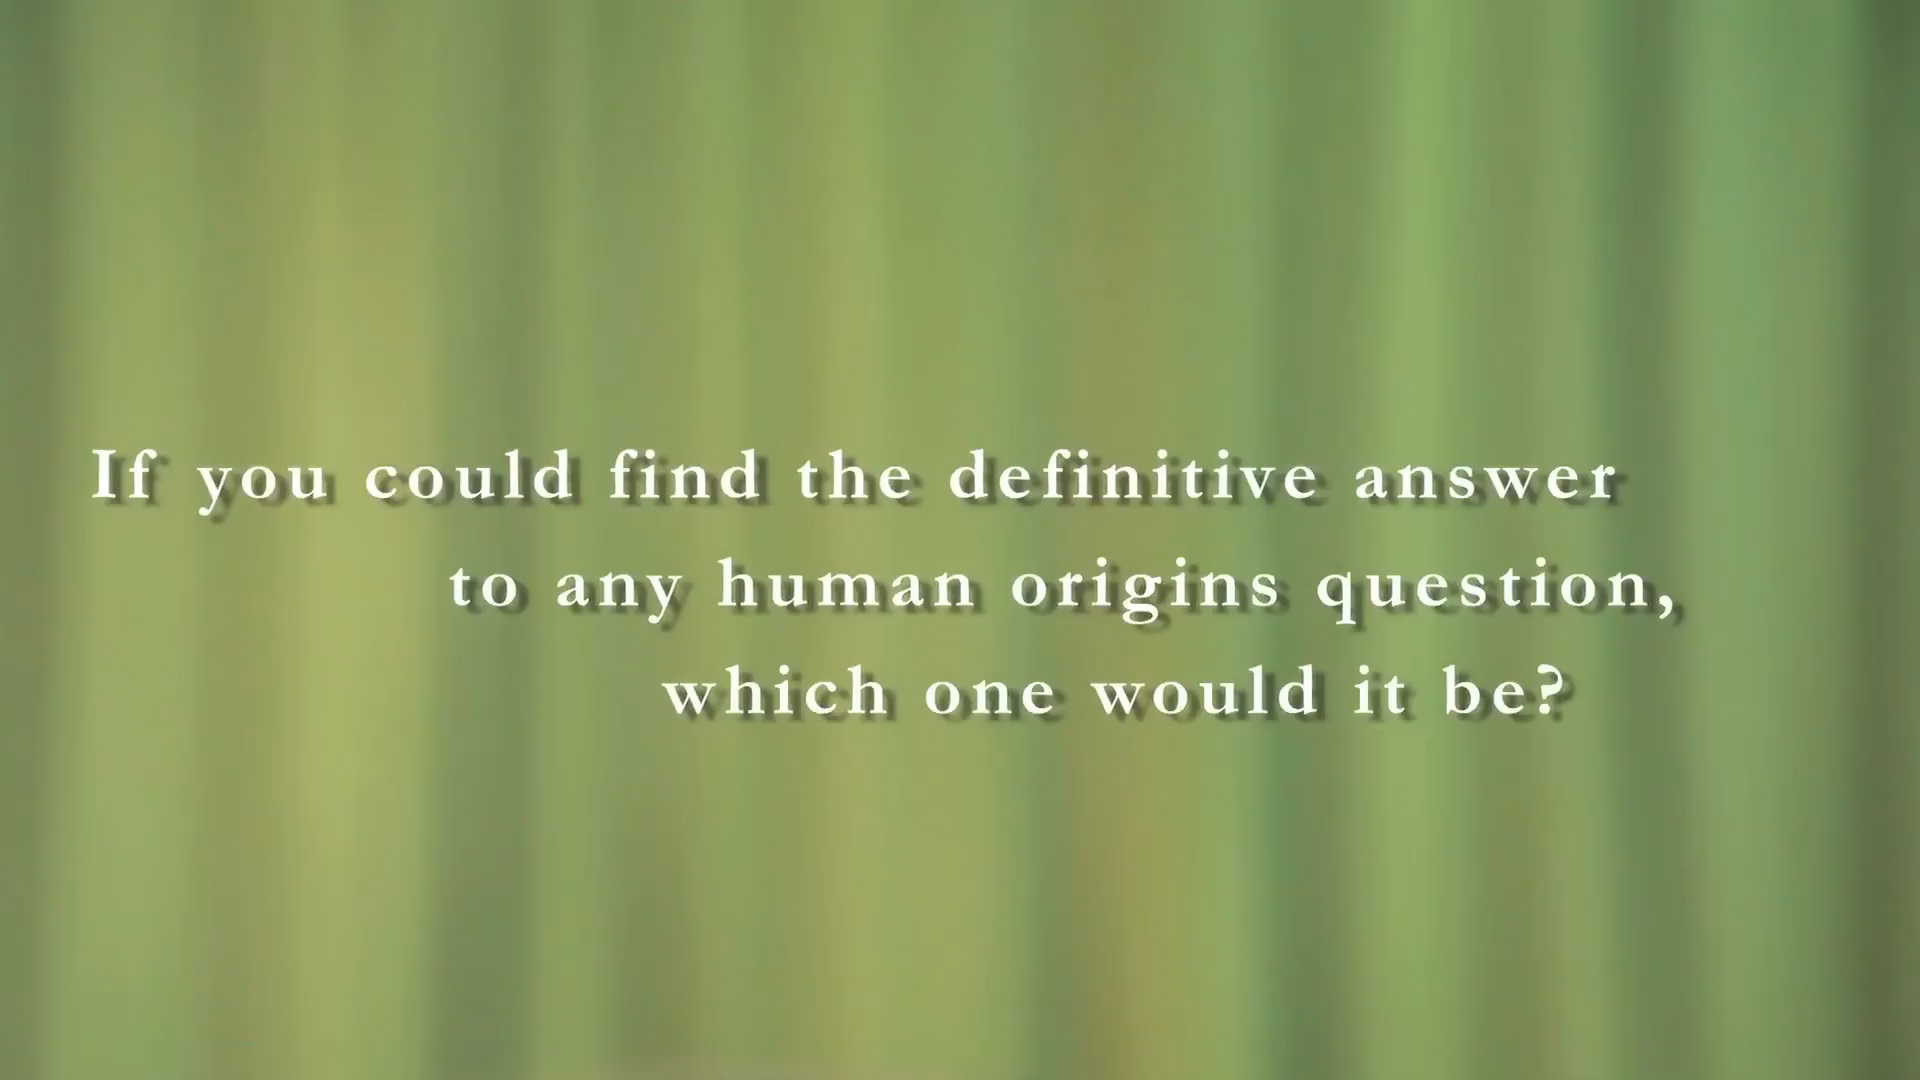 If you could find the definitive answer
to any human origins question,
which one would it be?